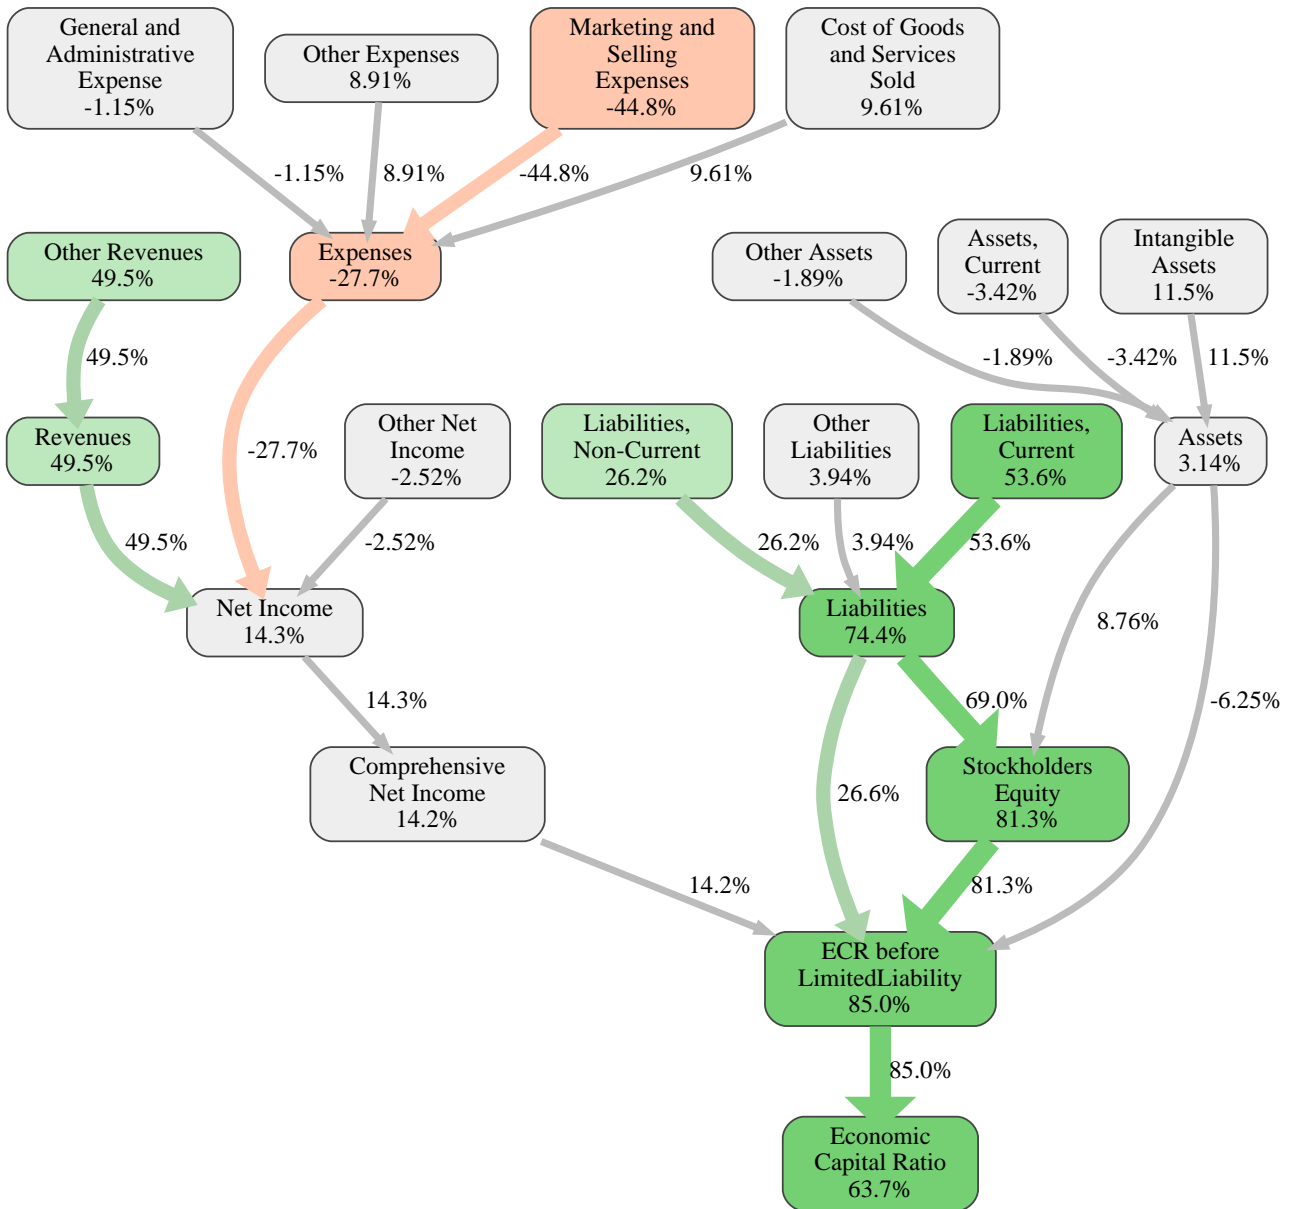 General and
Administrative
Expense
-1.15%
Other Expenses
8.91%
Marketing and
Selling
Expenses
-44.8%
Cost of Goods
and Services
Sold
9.61%
-1.15%
8.91%
-44.8%
9.61%
Other Revenues
49.5%
Expenses
-27.7%
Other Assets
-1.89%
Assets,
Current
-3.42%
Intangible
Assets
11.5%
49.5%
-1.89%
-3.42%
11.5%
Revenues
49.5%
-27.7%
Other Net
Income
-2.52%
Liabilities,
Non-Current
26.2%
Other
Liabilities
3.94%
Liabilities,
Current
53.6%
Assets
3.14%
49.5%
-2.52%
26.2%
3.94%
53.6%
Net Income
14.3%
Liabilities
74.4%
8.76%
14.3%
69.0%
-6.25%
Comprehensive
Net Income
14.2%
26.6%
Stockholders
Equity
81.3%
14.2%
81.3%
ECR before
LimitedLiability
85.0%
85.0%
Economic
Capital Ratio
63.7%